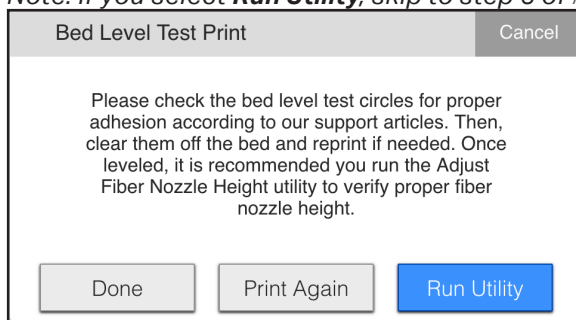 Note: If you select Run Utility, skip to step 3 of
Bed Level Test Print
Cancel
Please check the bed level test circles for proper
adhesion according to our support articles. Then,
clear them off the bed and reprint if needed. Once
leveled, it is recommended you run the Adjust
Fiber Nozzle Height utility to verify proper fiber
nozzle height.
Done
Print Again
Run Utility